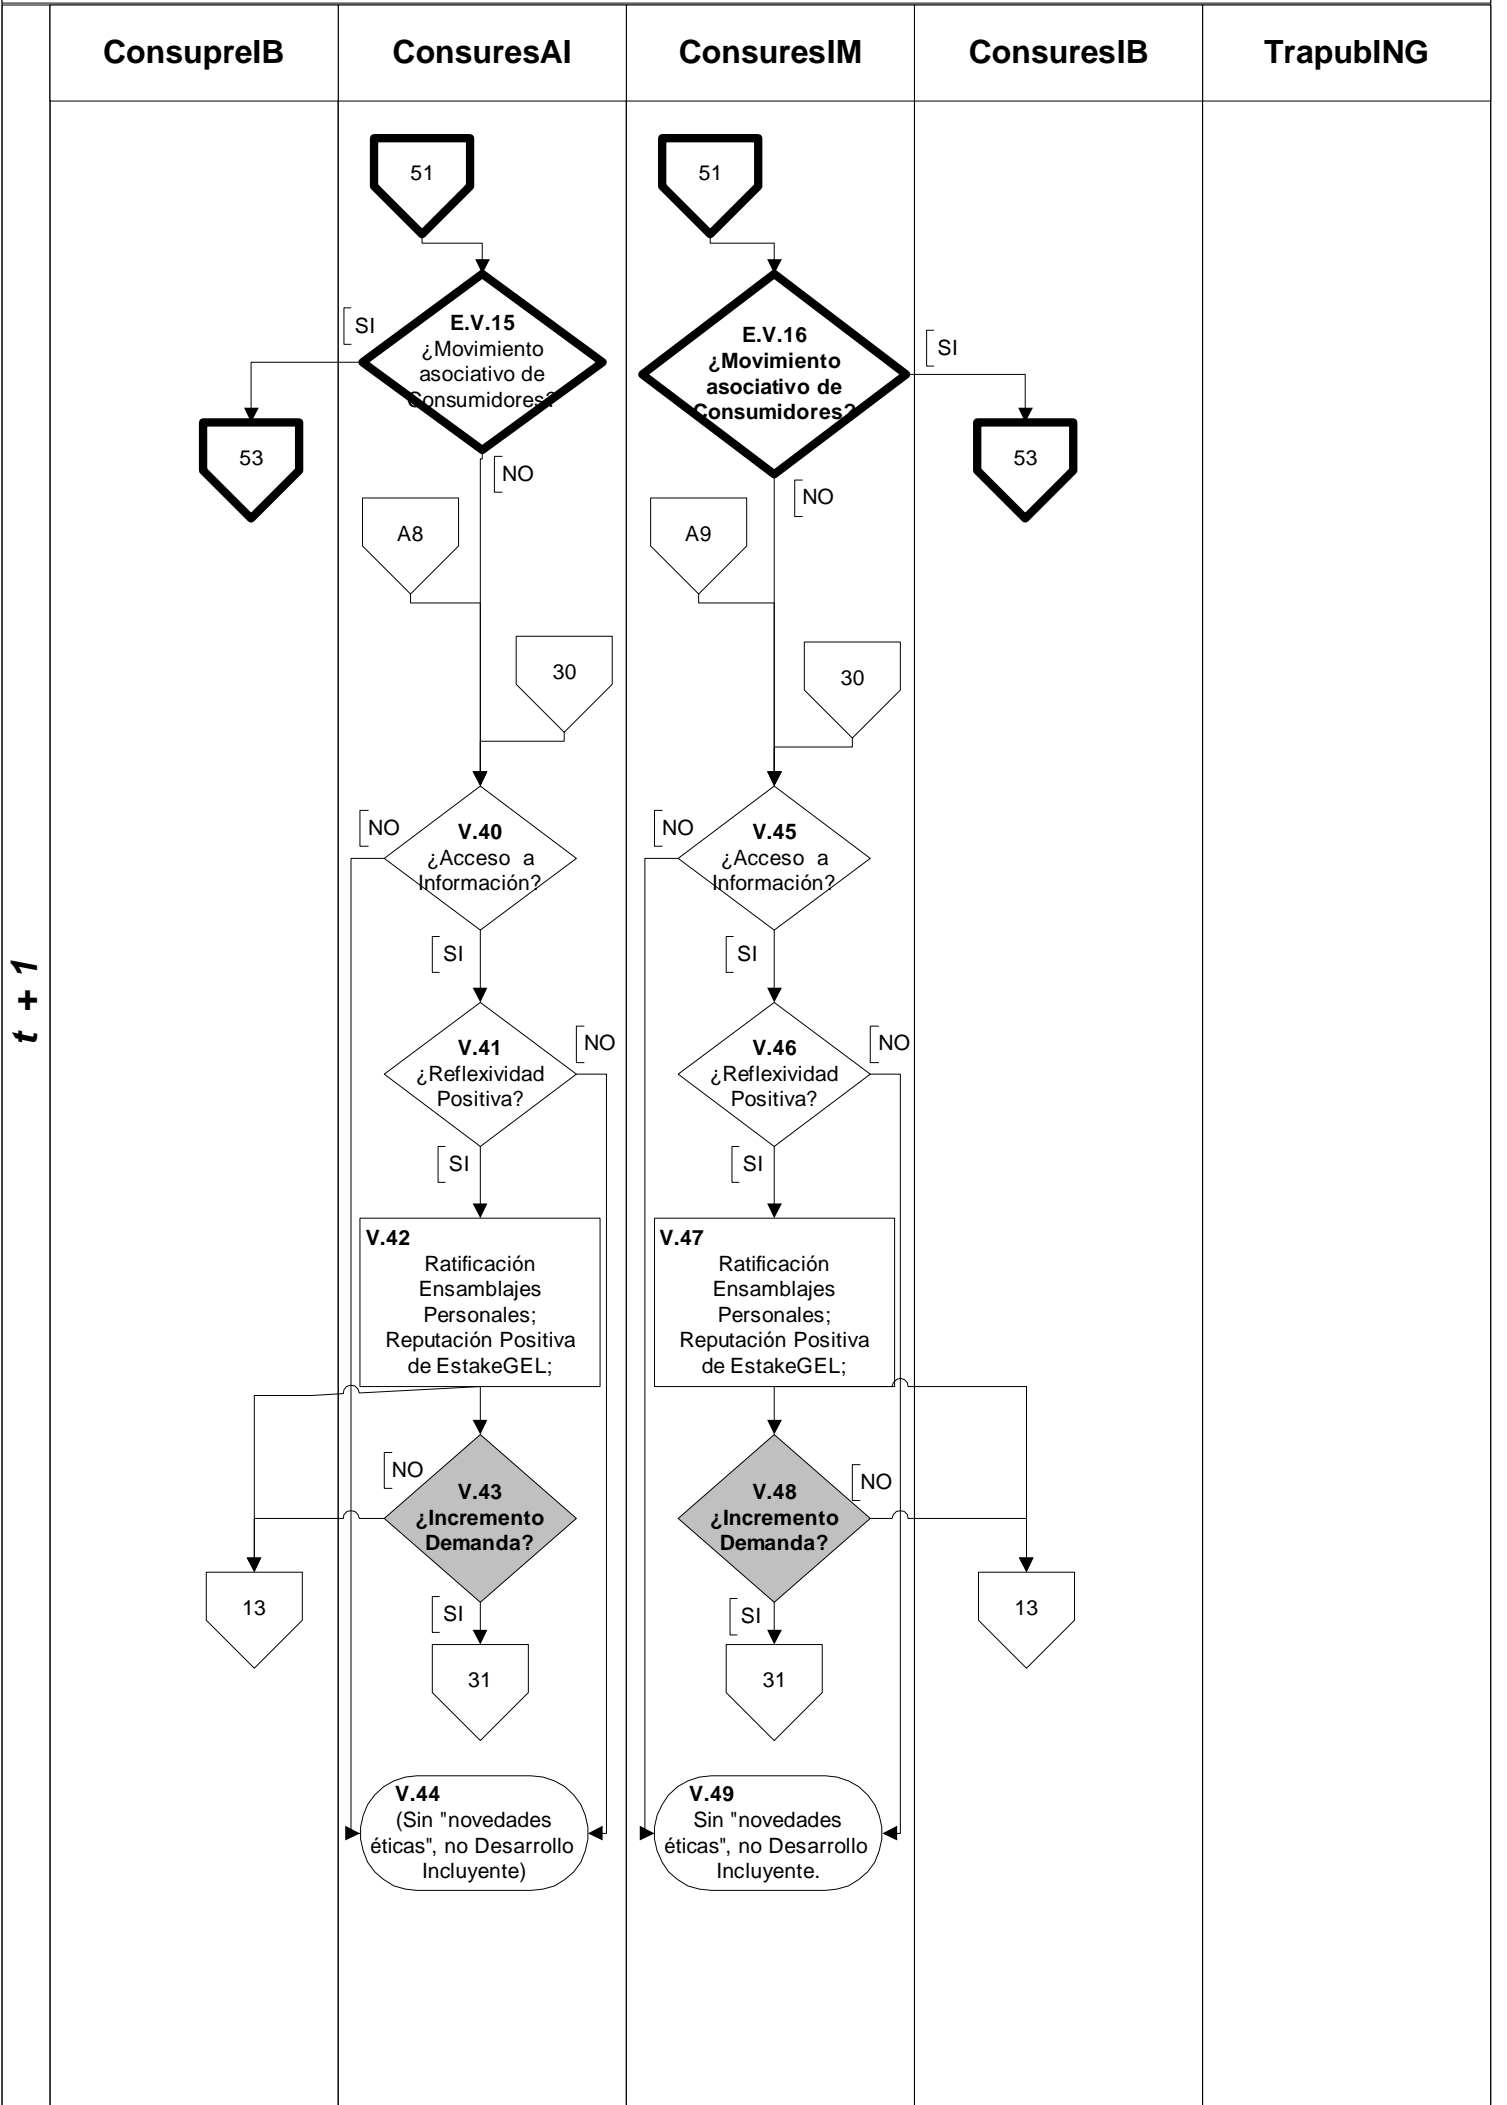 ConsupreIB
ConsuresAI
ConsuresIM
ConsuresIB
TrapubING
t + 1
51
51
SI
E.V.15
¿Movimiento
asociativo de
Consumidores?
E.V.16
¿Movimiento
asociativo de
Consumidores?
SI
53
53
NO
NO
A8
A9
30
30
NO
V.40
¿Acceso a
Información?
NO
V.45
¿Acceso a
Información?
SI
SI
V.41
¿Reflexividad
Positiva?
NO
V.46
¿Reflexividad
Positiva?
NO
SI
SI
V.42
Ratificación
Ensamblajes
Personales;
Reputación Positiva
de EstakeGEL;
V.47
Ratificación
Ensamblajes
Personales;
Reputación Positiva
de EstakeGEL;
NO
V.43
¿Incremento
Demanda?
V.48
¿Incremento
Demanda?
NO
13
SI
SI
13
31
31
V.44
(Sin "novedades
éticas", no Desarrollo
Incluyente)
V.49
Sin "novedades
éticas", no Desarrollo
Incluyente.